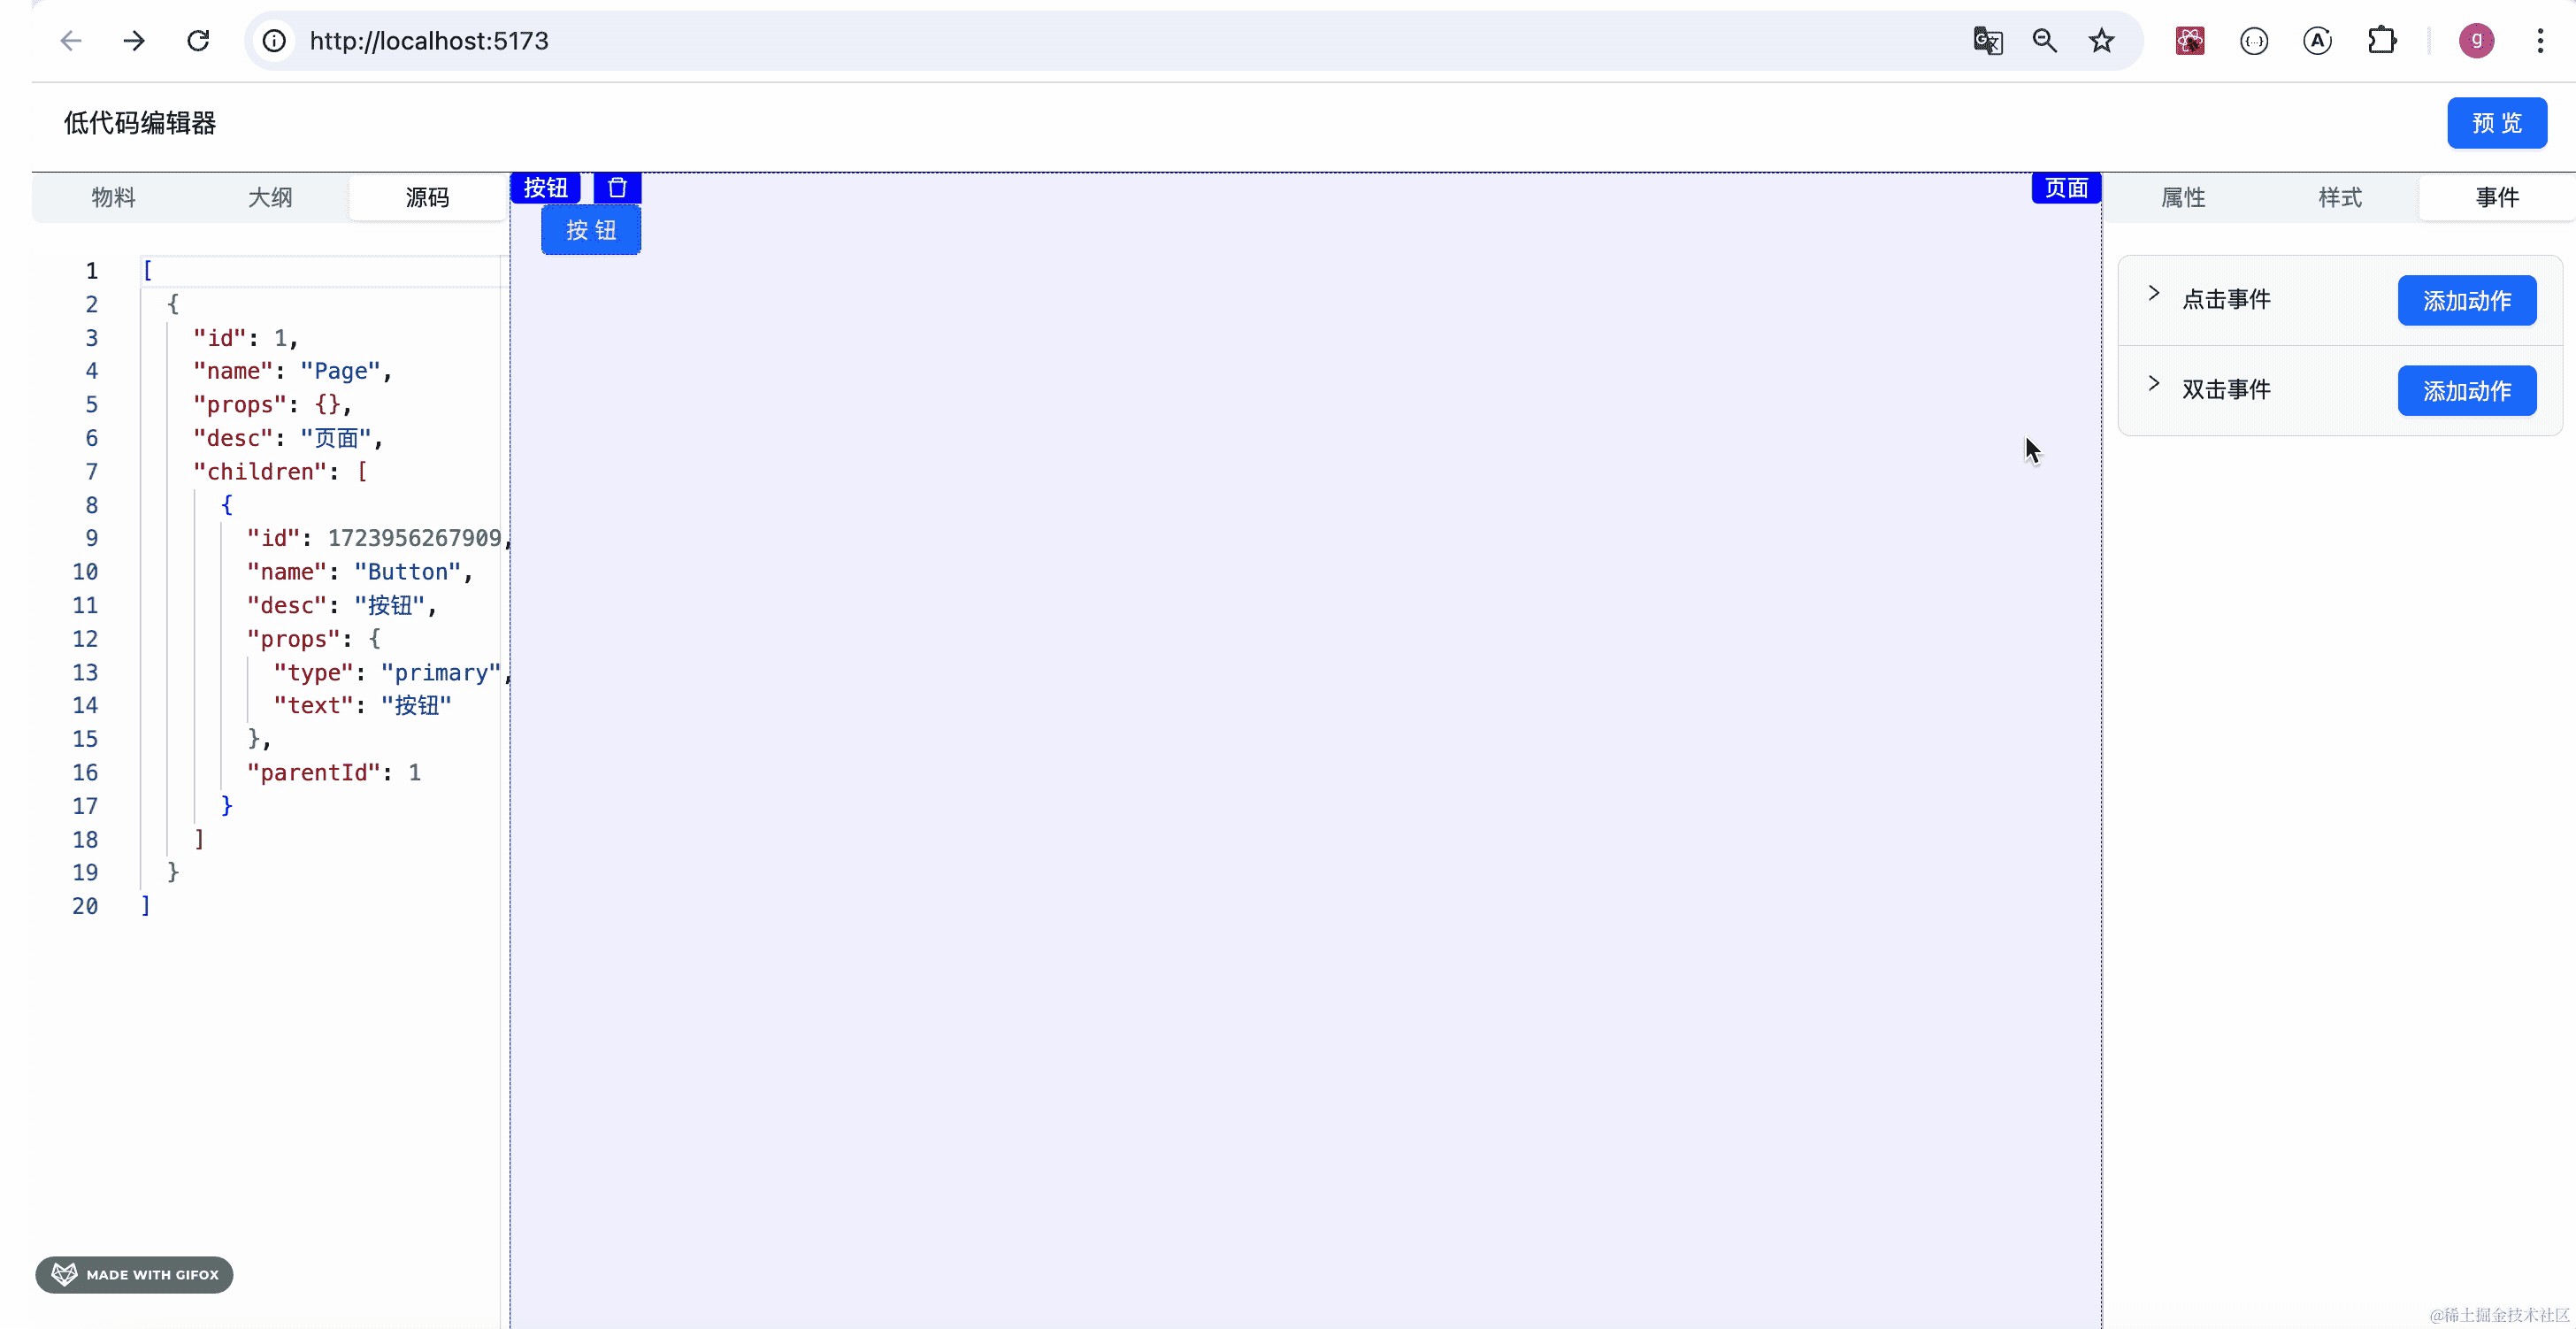 http://localhost:5173
g
低代码编辑器
预 览
物料 大纲 源码
按钮
页面
属性 样式 事件
按 钮
1 [
2 {
3 "id": 1,
4 "name": "Page",
5 "props": {},
6 "desc": "页面",
7 "children": [
8 {
9 "id": 1723956267909,
10 "name": "Button",
11 "desc": "按钮",
12 "props": {
13 "type": "primary",
14 "text": "按钮"
15 },
16 "parentId": 1
17 }
18 ]
19 }
20 ]
点击事件 添加动作
双击事件 添加动作
MADE WITH GIFOX
@稀土掘金技术社区